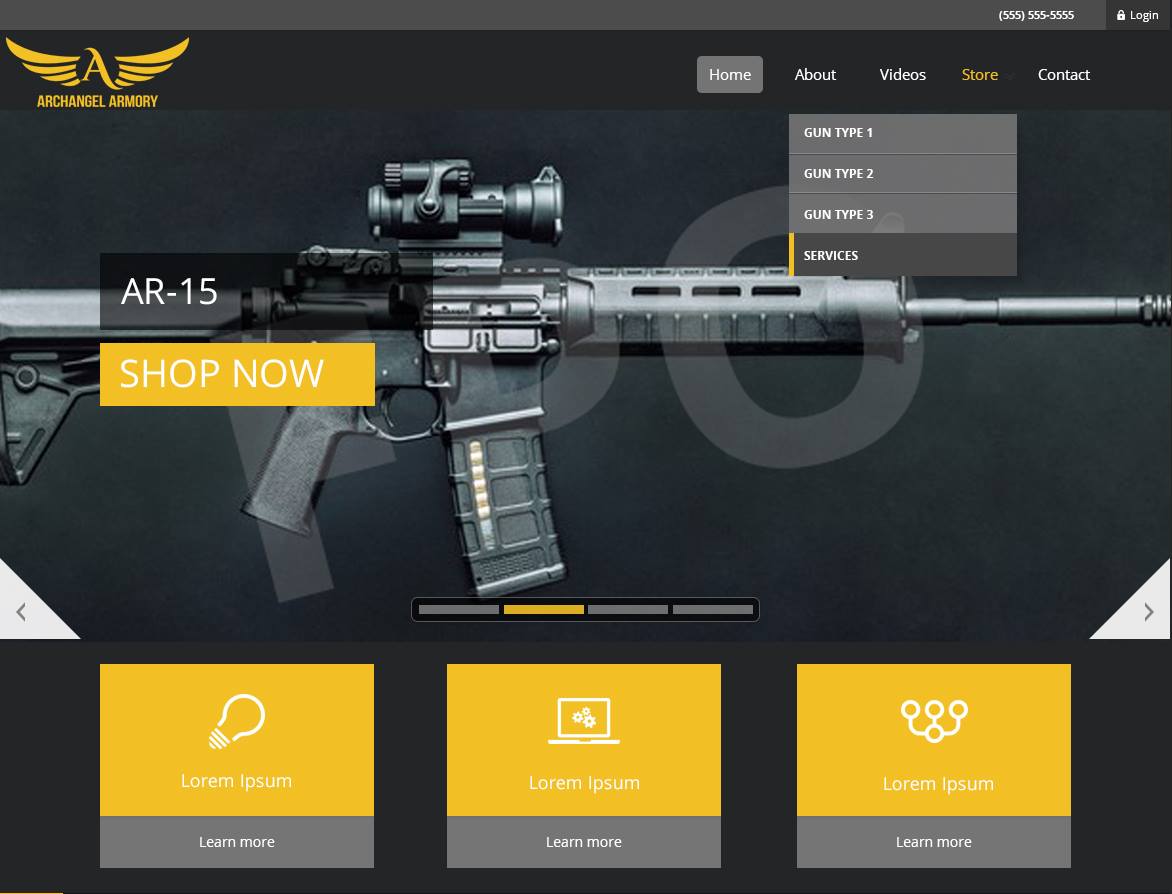 (555) 555-5555
Login
A
ARCHANGEL ARMORY
Home
About
Videos
Store
Contact
GUN TYPE 1
GUN TYPE 2
GUN TYPE 3
SERVICES
AR-15
SHOP NOW
Lorem Ipsum
Lorem Ipsum
Lorem Ipsum
Learn more
Learn more
Learn more